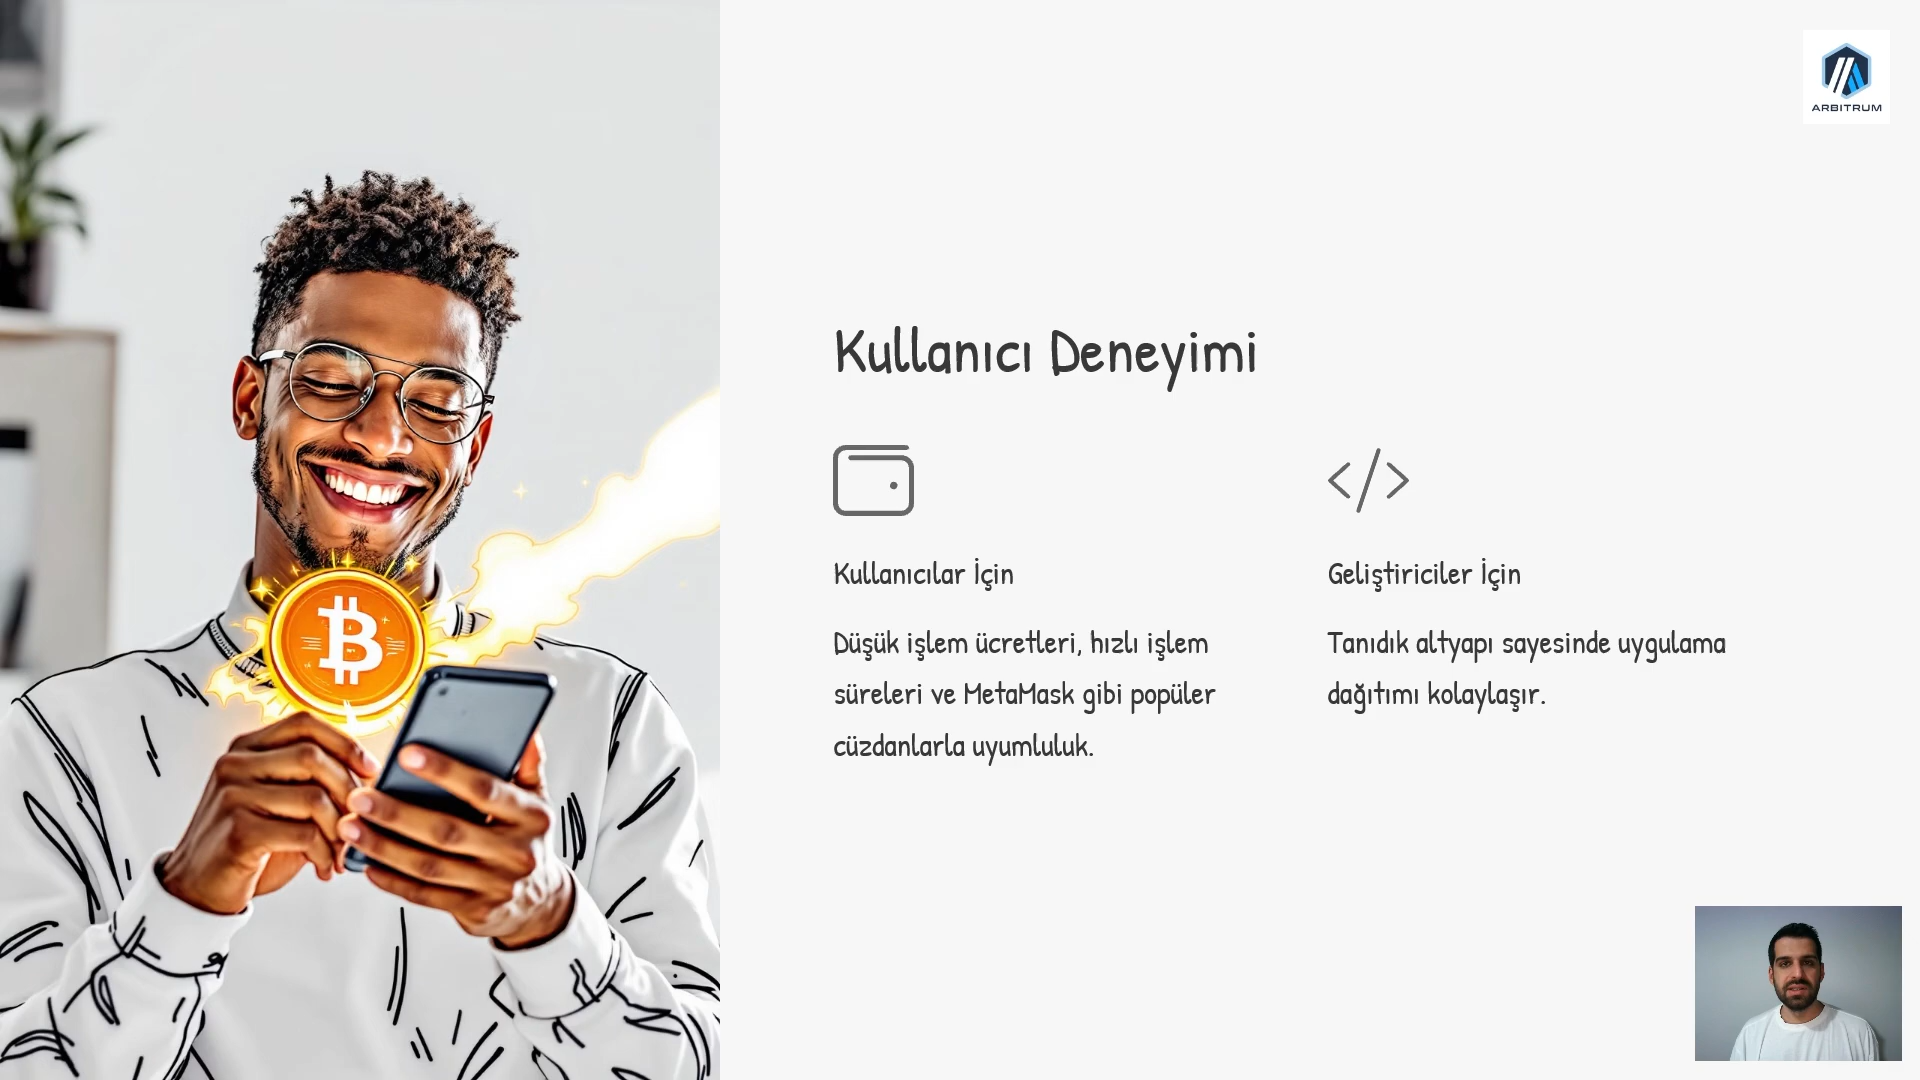 ARBITRUM
Kullanıcı Deneyimi
Kullanıcılar İçin
Düşük işlem ücretleri, hızlı işlem
süreleri ve MetaMask gibi popüler
cüzdanlarla uyumluluk.
Geliştiriciler İçin
Tanıdık altyapı sayesinde uygulama
dağıtımı kolaylaşır.